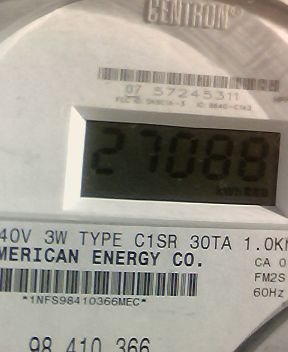 CENTRON®
07 57245311
27088
kWh
40V 3W TYPE C1SR 30TA 1.0K
MERICAN ENERGY CO.
CA 0
FM2S
*1NFS98410366MEC*
60Hz
98 410 366